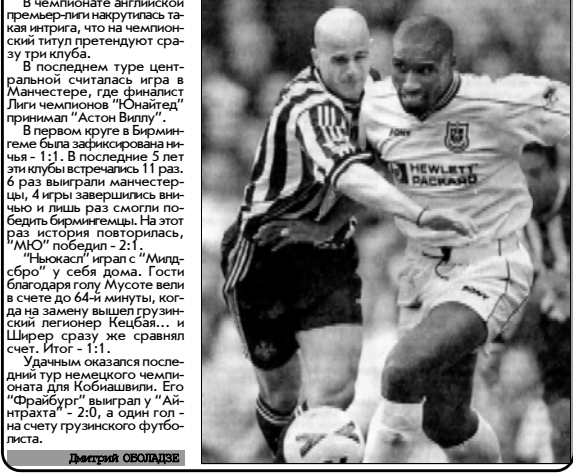 В чемпионате английской
премьер-лиги накрутилась та-
кая интрига, что на чемпион-
ский титул претендуют сра-
зу три клуба.
В последнем туре цент-
ральной считалась игра в
Манчестере, где финалист
Лиги чемпионов "Юнайтед"
принимал "Астон Виллу".
В первом круге в Бирмин-
геме была зафиксирована ни-
чья - 1:1. В последние 5 лет
эти клубы встречались 11 раз.
6 раз выиграли манчестер-
цы, 4 игры завершились вни-
чью и лишь раз смогли по-
бедить бирмингемцы. На этот
раз история повторилась,
"МЮ" победил - 2:1.
"Ньюкасл" играл с "Милд-
сбро" у себя дома. Гости
благодаря голу Мусоте вели
в счете до 64-й минуты, ког-
да на замену вышел грузин-
ский легионер Кецбая... и
Ширер сразу же сравнял
счет. Итог - 1:1.
Удачным оказался после-
дний тур немецкого чемпи-
оната для Кобиашвили. Его
"Фрайбург" выиграл у "Ай-
нтрахта" - 2:0, а один гол -
на счету грузинского футбо-
листа.
Дмитрий ОБОЛАДЗЕ
PONY
HEWLETT
PACKARD
PONY